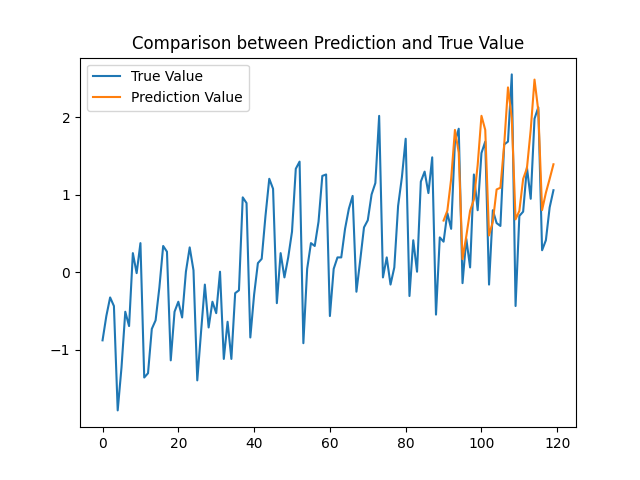 Comparison between Prediction and True Value
True Value
Prediction Value
2
1
0
−1
0 20 40 60 80 100 120